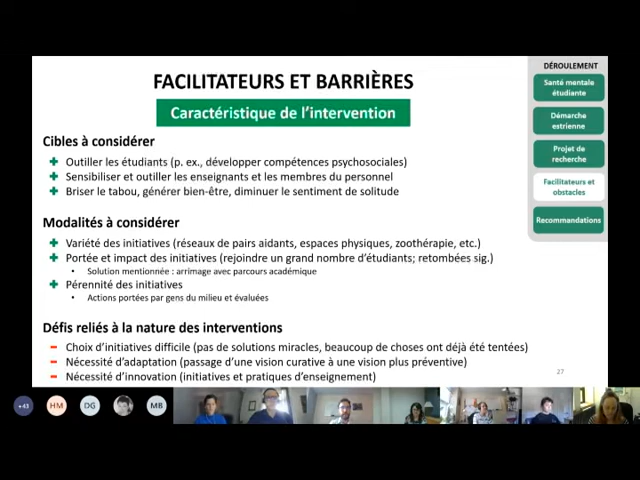 FACILITATEURS ET BARRIÈRES
Caractéristique de l'intervention
Cibles à considérer
Outiller les étudiants (p. ex., développer compétences psychosociales)
Sensibiliser et outiller les enseignants et les membres du personnel
Briser le tabou, générer bien-être, diminuer le sentiment de solitude
Modalités à considérer
Variété des initiatives (réseaux de pairs aidants, espaces physiques, zoothérapie, etc.)
Portée et impact des initiatives (rejoindre un grand nombre d'étudiants; retombées sig.)
Solution mentionnée : arrimage avec parcours académique
Pérennité des initiatives
Actions portées par gens du milieu et évaluées
Défis reliés à la nature des interventions
Choix d'initiatives difficile (pas de solutions miracles, beaucoup de choses ont déjà été tentées)
Nécessité d'adaptation (passage d'une vision curative à une vision plus préventive)
Nécessité d'innovation (initiatives et pratiques d'enseignement)
27
DÉROULEMENT
Santé mentale
étudiante
Démarche
estrienne
Projet de
recherche
Facilitateurs et
obstacles
Recommandations
+43
HM
DG
MB